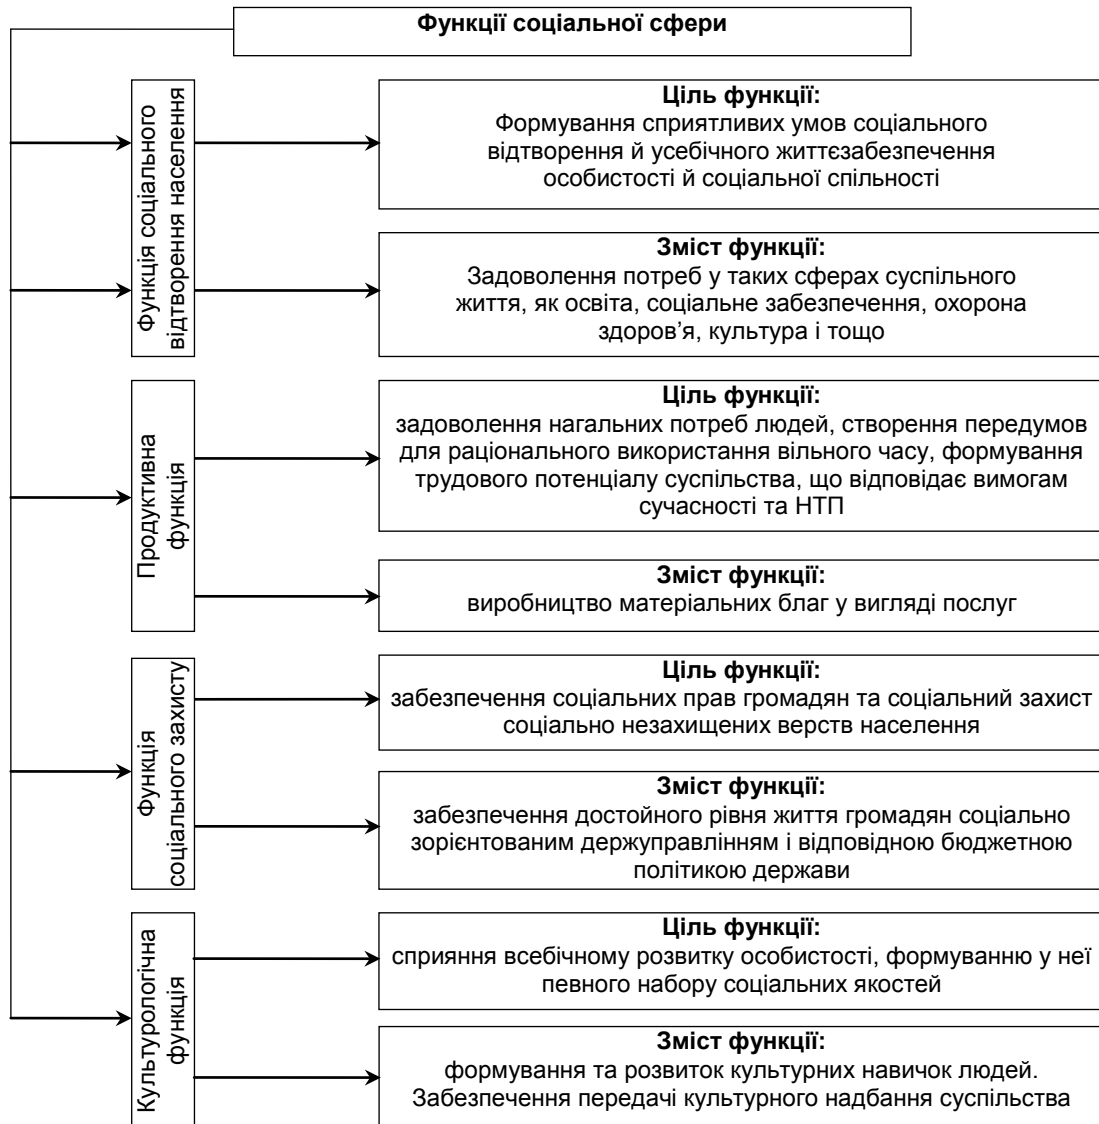 Функції соціальної сфери
Функція соціального
відтворення населення
Ціль функції:
Формування сприятливих умов соціального
відтворення й усебічного життєзабезпечення
особистості й соціальної спільності
Зміст функції:
Задоволення потреб у таких сферах суспільного
життя, як освіта, соціальне забезпечення, охорона
здоров’я, культура і тощо
Продуктивна
функція
Ціль функції:
задоволення нагальних потреб людей, створення передумов
для раціонального використання вільного часу, формування
трудового потенціалу суспільства, що відповідає вимогам
сучасності та НТП
Зміст функції:
виробництво матеріальних благ у вигляді послуг
Функція
соціального захисту
Ціль функції:
забезпечення соціальних прав громадян та соціальний захист
соціально незахищених верств населення
Зміст функції:
забезпечення достойного рівня життя громадян соціально
зорієнтованим держуправлінням і відповідною бюджетною
політикою держави
Культурологічна
функція
Ціль функції:
сприяння всебічному розвитку особистості, формуванню у неї
певного набору соціальних якостей
Зміст функції:
формування та розвиток культурних навичок людей.
Забезпечення передачі культурного надбання суспільства